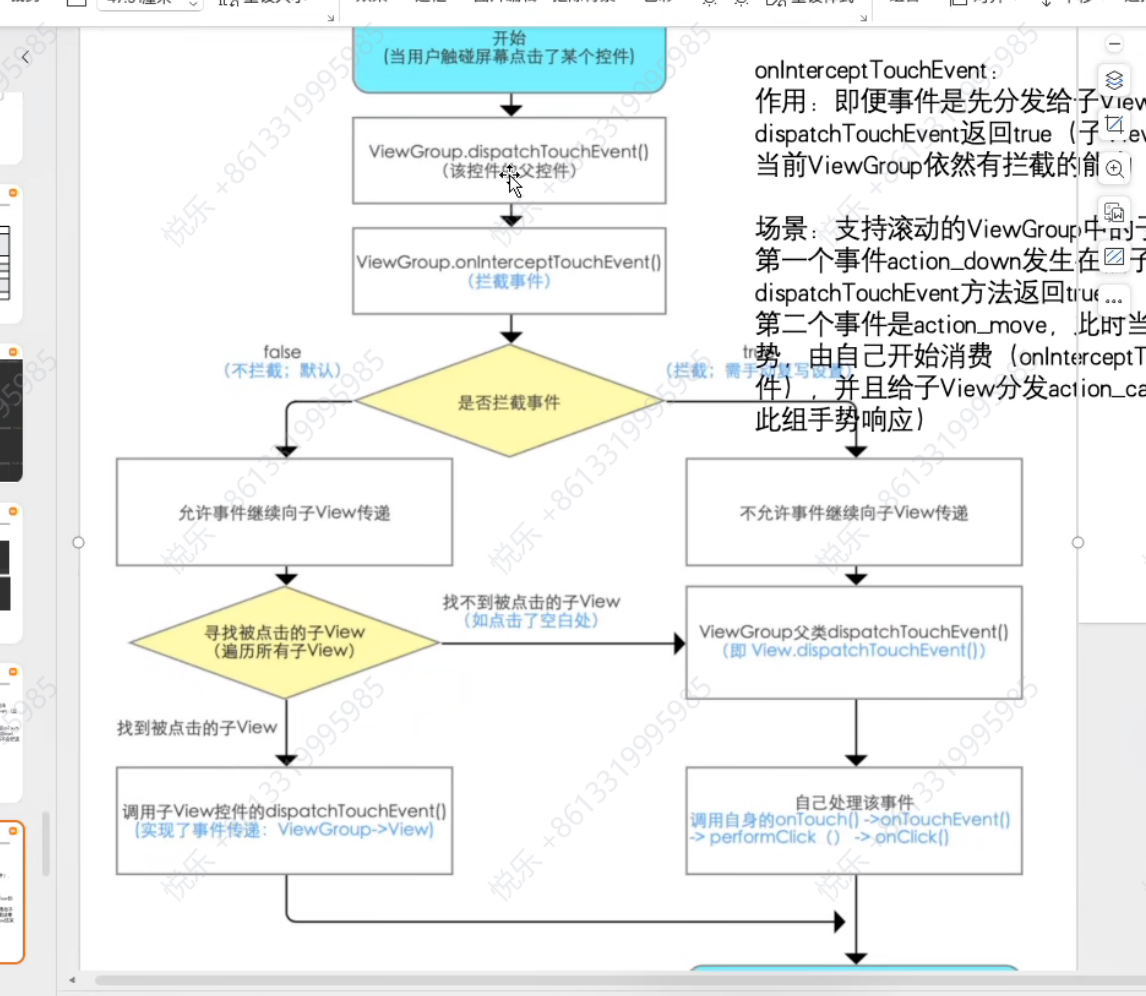 开始
(当用户触碰屏幕点击了某个控件)
ViewGroup.dispatchTouchEvent()
(该控件的父控件)
ViewGroup.onInterceptTouchEvent()
(拦截事件)
false
(不拦截；默认)
(拦截；需手动复写设置)
是否拦截事件
允许事件继续向子View传递
不允许事件继续向子View传递
寻找被点击的子View
(遍历所有子View)
找不到被点击的子View
(如点击了空白处)
ViewGroup父类dispatchTouchEvent()
(即 View.dispatchTouchEvent())
找到被点击的子View
调用子View控件的dispatchTouchEvent()
(实现了事件传递：ViewGroup->View)
自己处理该事件
调用自身的onTouch() ->onTouchEvent()
-> performClick（） -> onClick()
onInterceptTouchEvent：
作用：即便事件是先分发给子View
dispatchTouchEvent返回true（子
当前ViewGroup依然有拦截的能
场景：支持滚动的ViewGroup中的子
第一个事件action_down发生在 子
dispatchTouchEvent方法返回true
第二个事件是action_move，此时当
势，由自己开始消费（onInterceptT
件），并且给子View分发action_ca
此组手势响应）
悦乐 +8613319995985